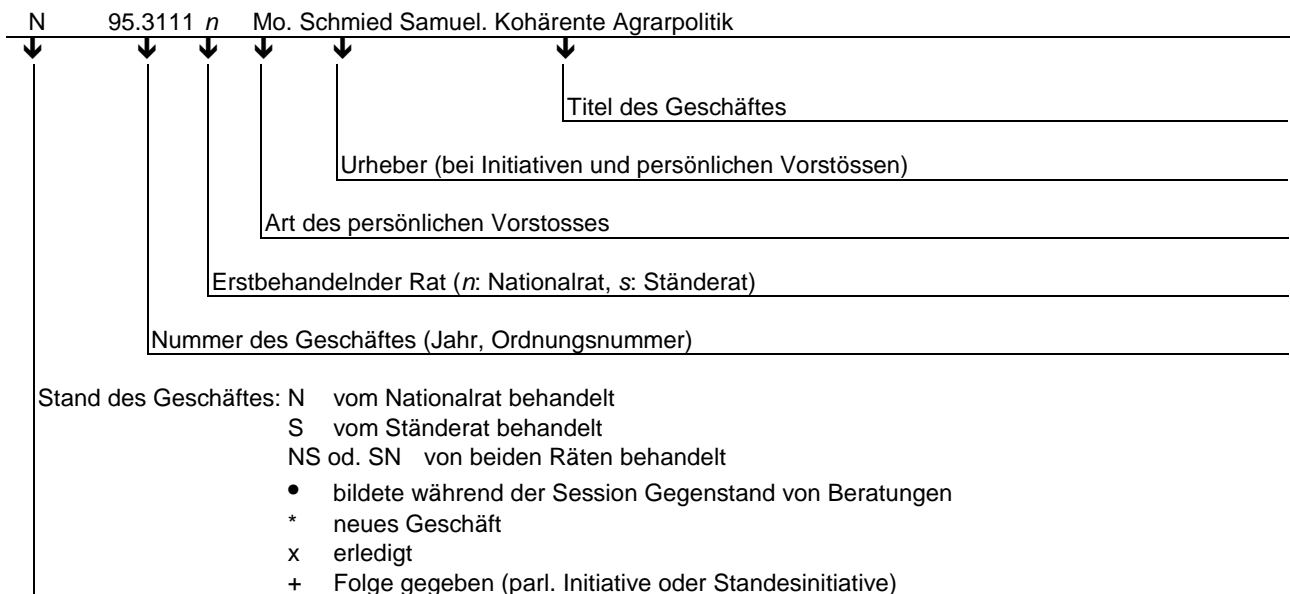 N 95.3111 n Mo. Schmied Samuel. Kohärente Agrarpolitik
Titel des Geschäftes
Urheber (bei Initiativen und persönlichen Vorstössen)
Art des persönlichen Vorstosses
Erstbehandelnder Rat (n: Nationalrat, s: Ständerat)
Nummer des Geschäftes (Jahr, Ordnungsnummer)
Stand des Geschäftes: N vom Nationalrat behandelt
S vom Ständerat behandelt
NS od. SN von beiden Räten behandelt
• bildete während der Session Gegenstand von Beratungen
* neues Geschäft
x erledigt
+ Folge gegeben (parl. Initiative oder Standesinitiative)